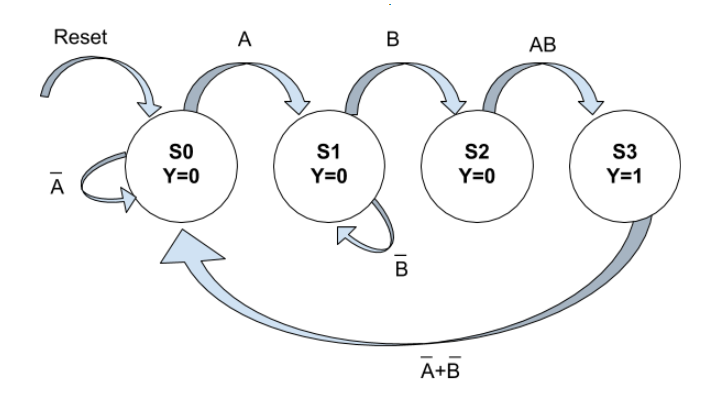 Reset
A
B
AB
S0
Y=0
S1
Y=0
S2
Y=0
S3
Y=1
A̅
B̅
A̅+B̅